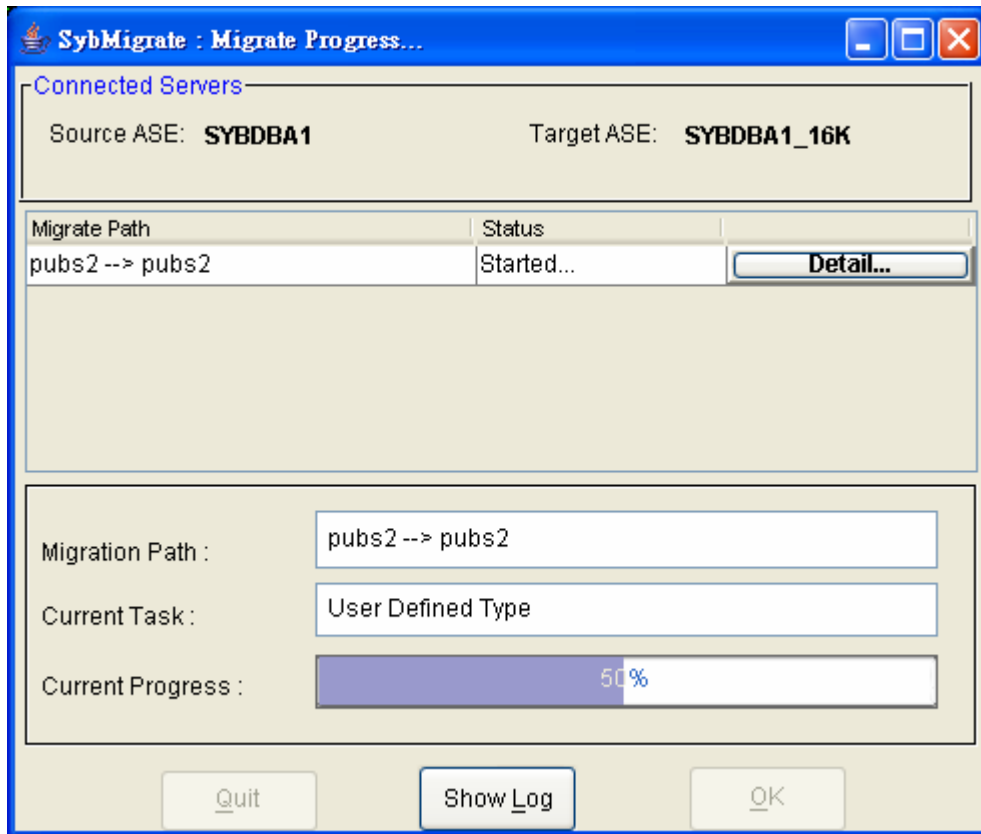 SybMigrate : Migrate Progress...
Connected Servers
Source ASE: SYBDBA1 Target ASE: SYBDBA1_16K
Migrate Path Status
pubs2 --> pubs2 Started... Detail...
Migration Path : pubs2 --> pubs2
Current Task : User Defined Type
Current Progress : 50%
Quit Show Log OK